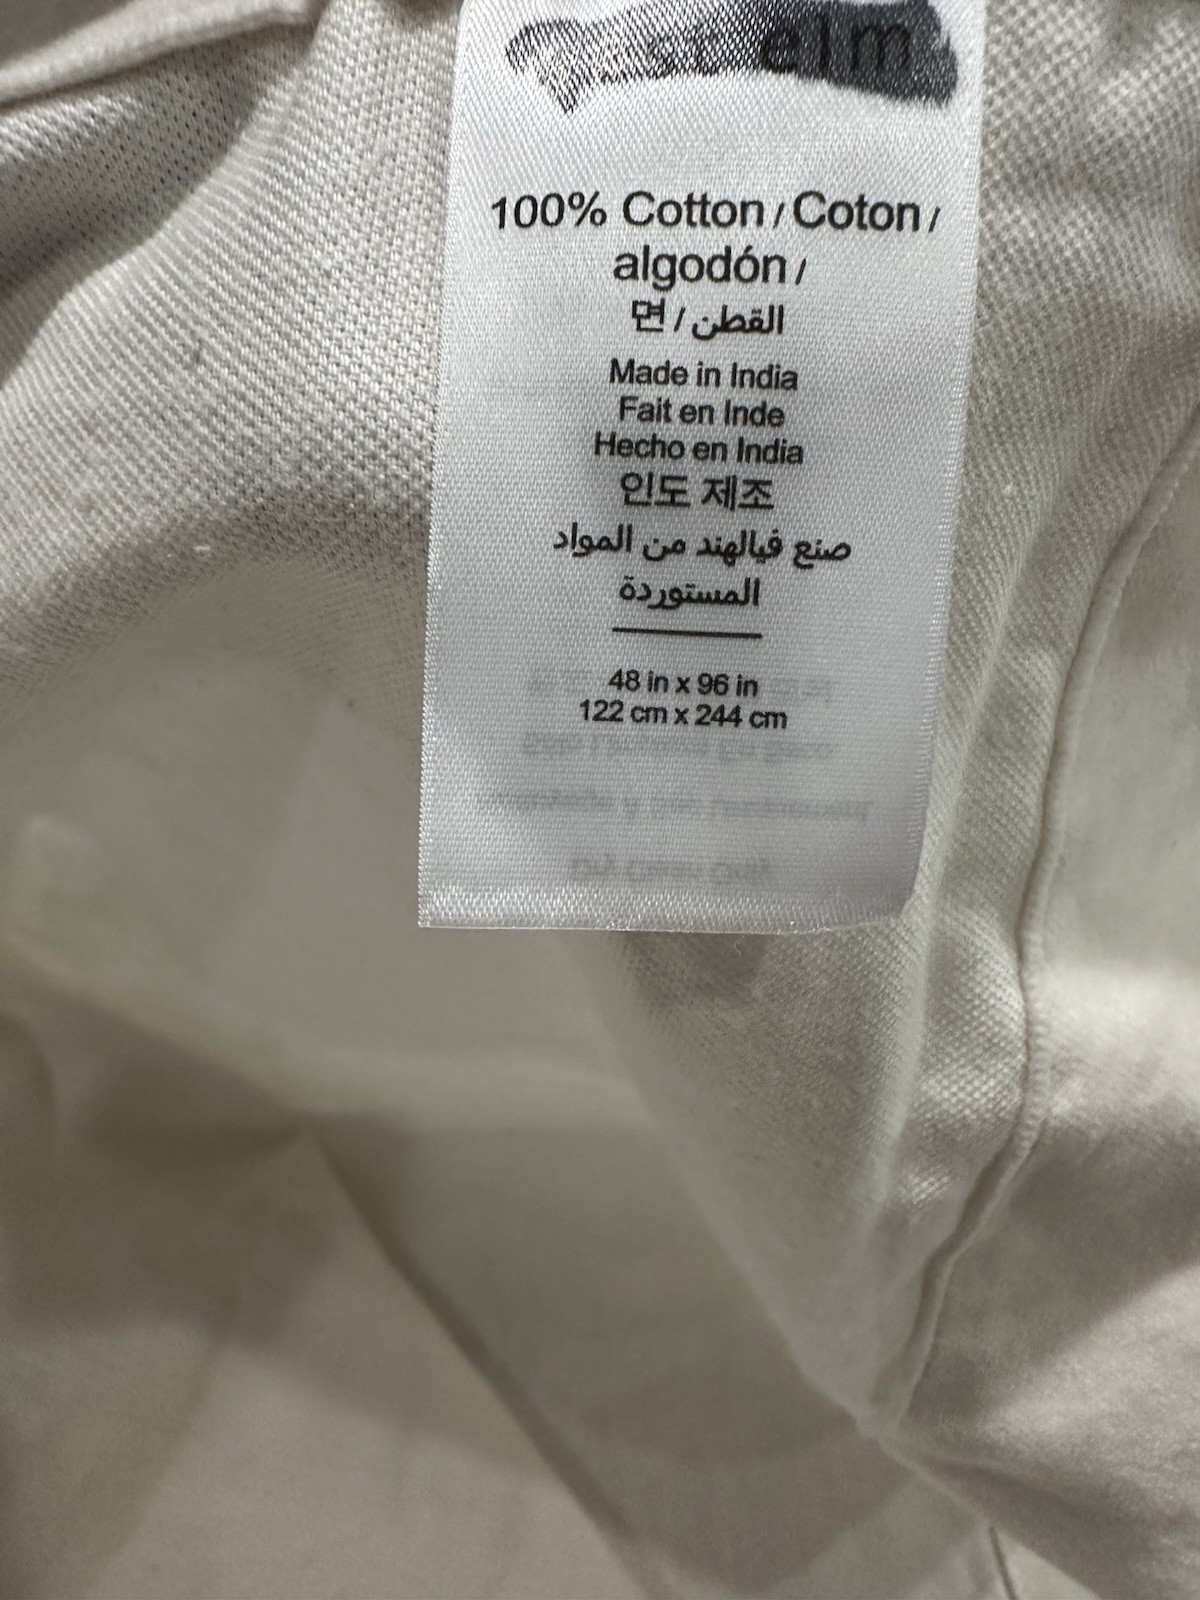 west elm
100% Cotton / Coton /
algodón /
면 / القطن
Made in India
Fait en Inde
Hecho en India
인도 제조
صنع فيالهند من المواد
المستوردة
48 in x 96 in
122 cm x 244 cm